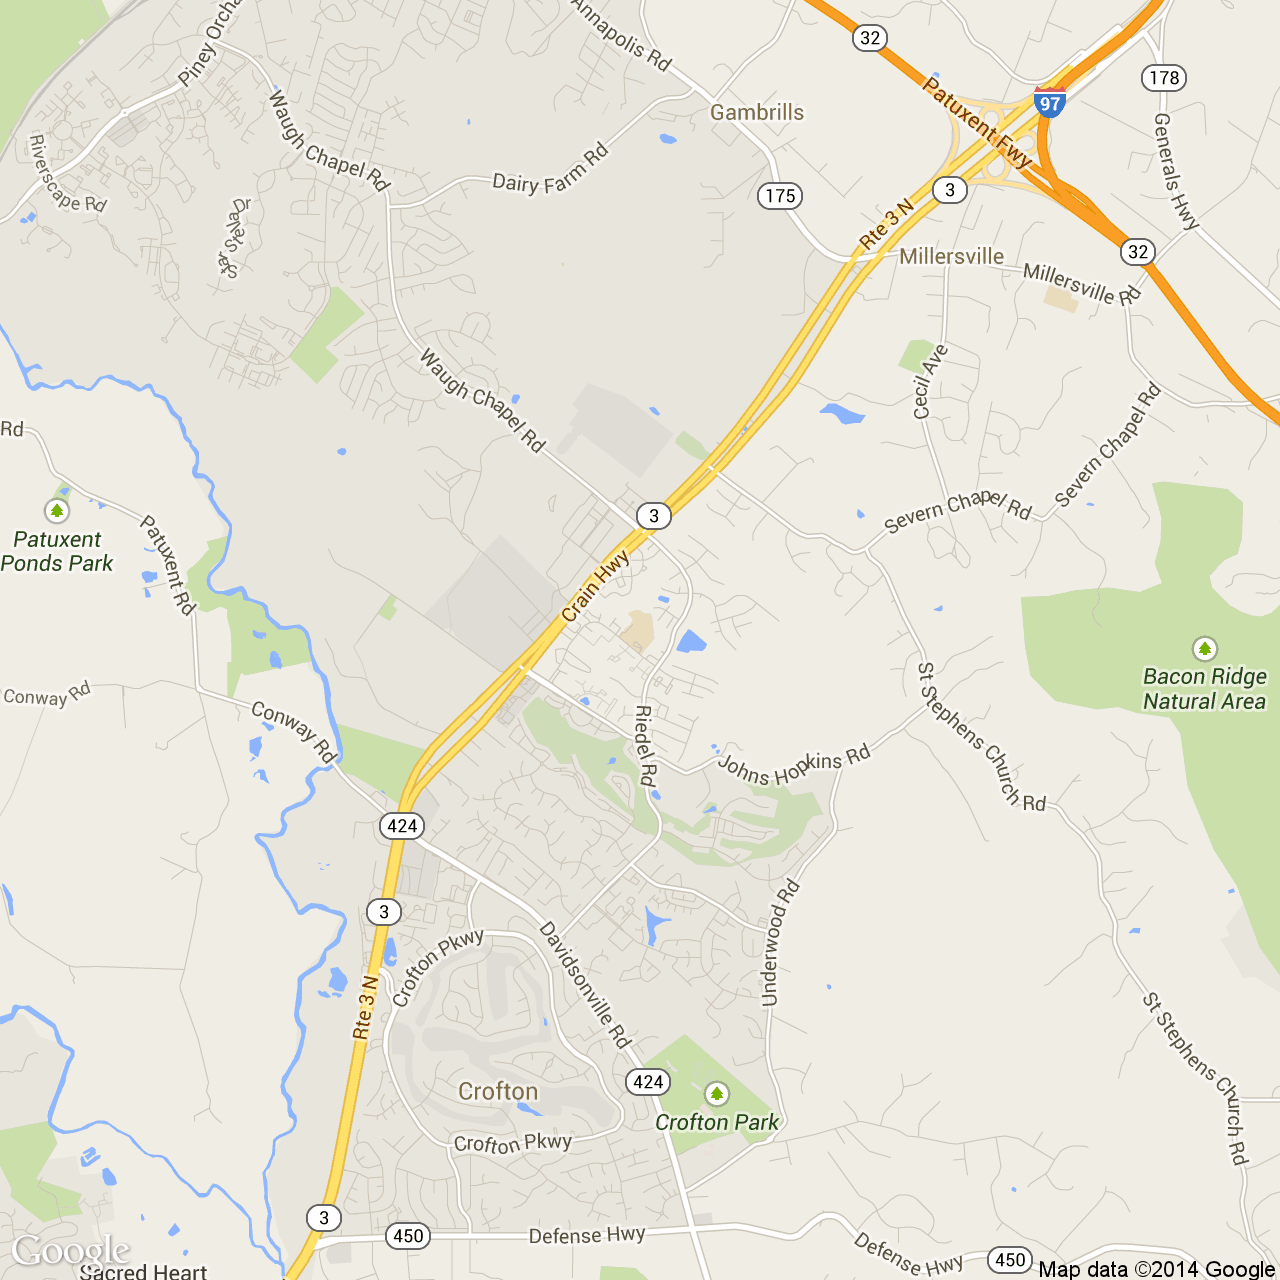 Piney Orcha
Annapolis Rd
32
178
97
Patuxent Fwy
Gambrills
Generals Hwy
Waugh Chapel Rd
Riverscape Rd
Dairy Farm Rd
175
3
Rte 3 N
Star Stela Dr
Millersville
32
Millersville Rd
Waugh Chapel Rd
Cecil Ave
Severn Chapel Rd
Rd
Severn Chapel Rd
3
Patuxent
Ponds Park
Patuxent Rd
Crain Hwy
Bacon Ridge
Natural Area
St Stephens Church Rd
Conway Rd
Conway Rd
Riedel Rd
Johns Hopkins Rd
424
3
Underwood Rd
Crofton Pkwy
Davidsonville Rd
Rte 3 N
St Stephens Church Rd
424
Crofton
Crofton Park
Crofton Pkwy
3
450
Defense Hwy
Defense Hwy
450
Google
Sacred Heart
Map data ©2014 Google